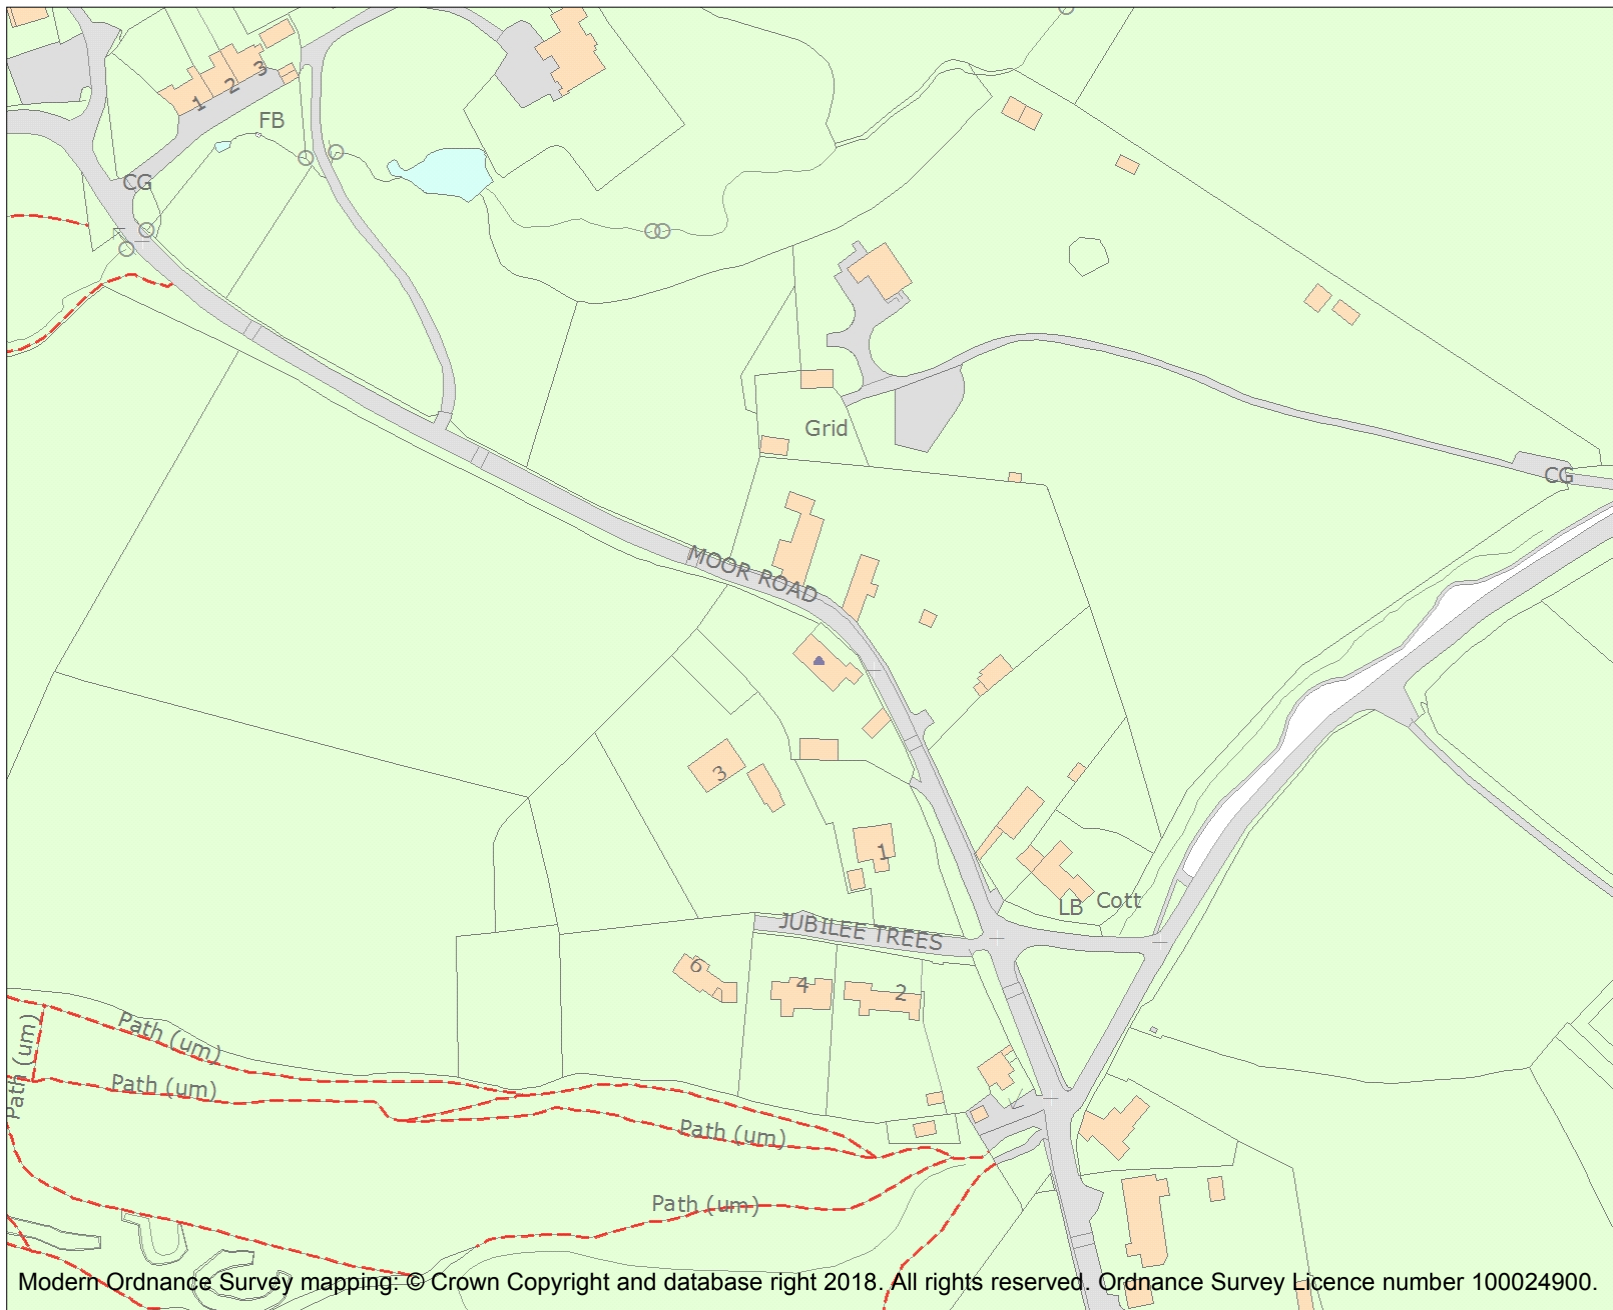 3
2
1
FB
CG
Grid
CG
MOOR ROAD
3
1
LB
Cott
JUBILEE TREES
6
4
2
Path (um)
Path (um)
Path (um)
Path (um)
Path (um)
Modern Ordnance Survey mapping: © Crown Copyright and database right 2018. All rights reserved. Ordnance Survey Licence number 100024900.